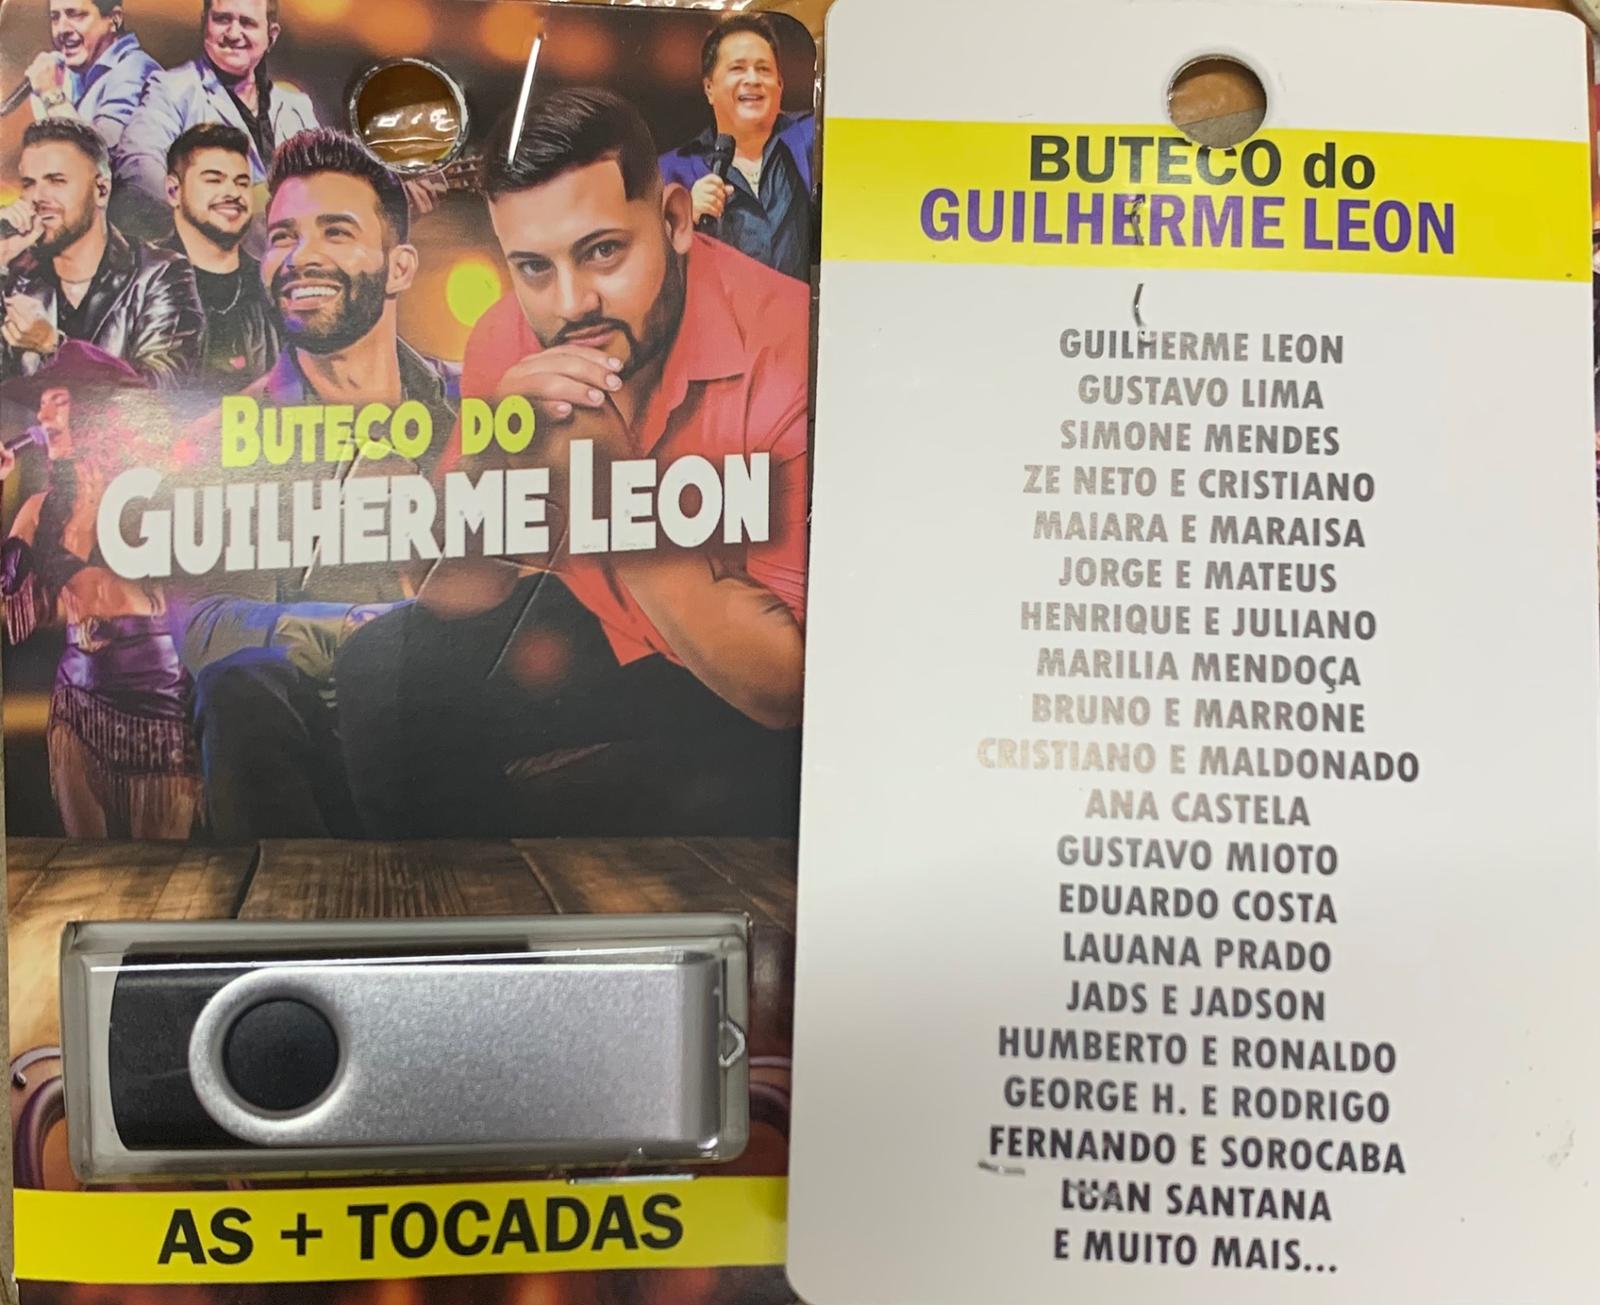 BUTECO DO
GUILHERME LEON
AS + TOCADAS
BUTECO do
GUILHERME LEON
GUILHERME LEON
GUSTAVO LIMA
SIMONE MENDES
ZE NETO E CRISTIANO
MAIARA E MARAISA
JORGE E MATEUS
HENRIQUE E JULIANO
MARILIA MENDOÇA
BRUNO E MARRONE
CRISTIANO E MALDONADO
ANA CASTELA
GUSTAVO MIOTO
EDUARDO COSTA
LAUANA PRADO
JADS E JADSON
HUMBERTO E RONALDO
GEORGE H. E RODRIGO
FERNANDO E SOROCABA
LUAN SANTANA
E MUITO MAIS...